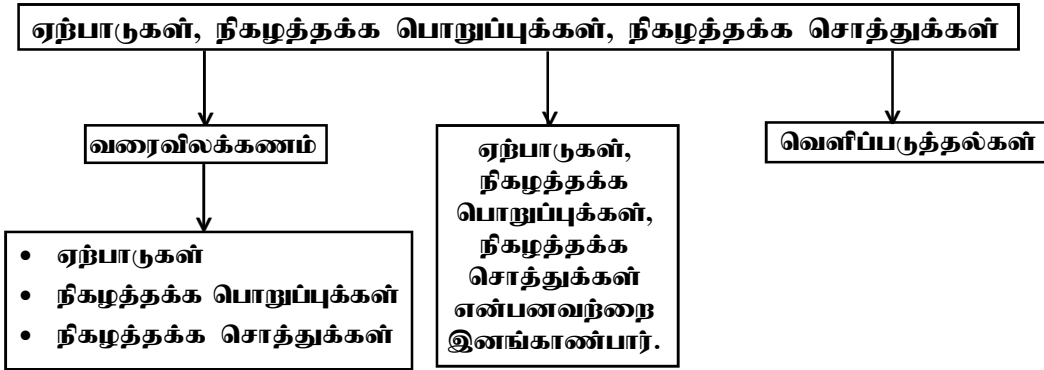 ஏற்பாடுகள், நிகழத்தக்க பொறுப்புக்கள், நிகழத்தக்க சொத்துக்கள்
வரைவிலக்கணம்
• ஏற்பாடுகள்
• நிகழத்தக்க பொறுப்புக்கள்
• நிகழத்தக்க சொத்துக்கள்
ஏற்பாடுகள்,
நிகழத்தக்க
பொறுப்புக்கள்,
நிகழத்தக்க
சொத்துக்கள்
என்பனவற்றை
இனங்காண்பார்.
வெளிப்படுத்தல்கள்